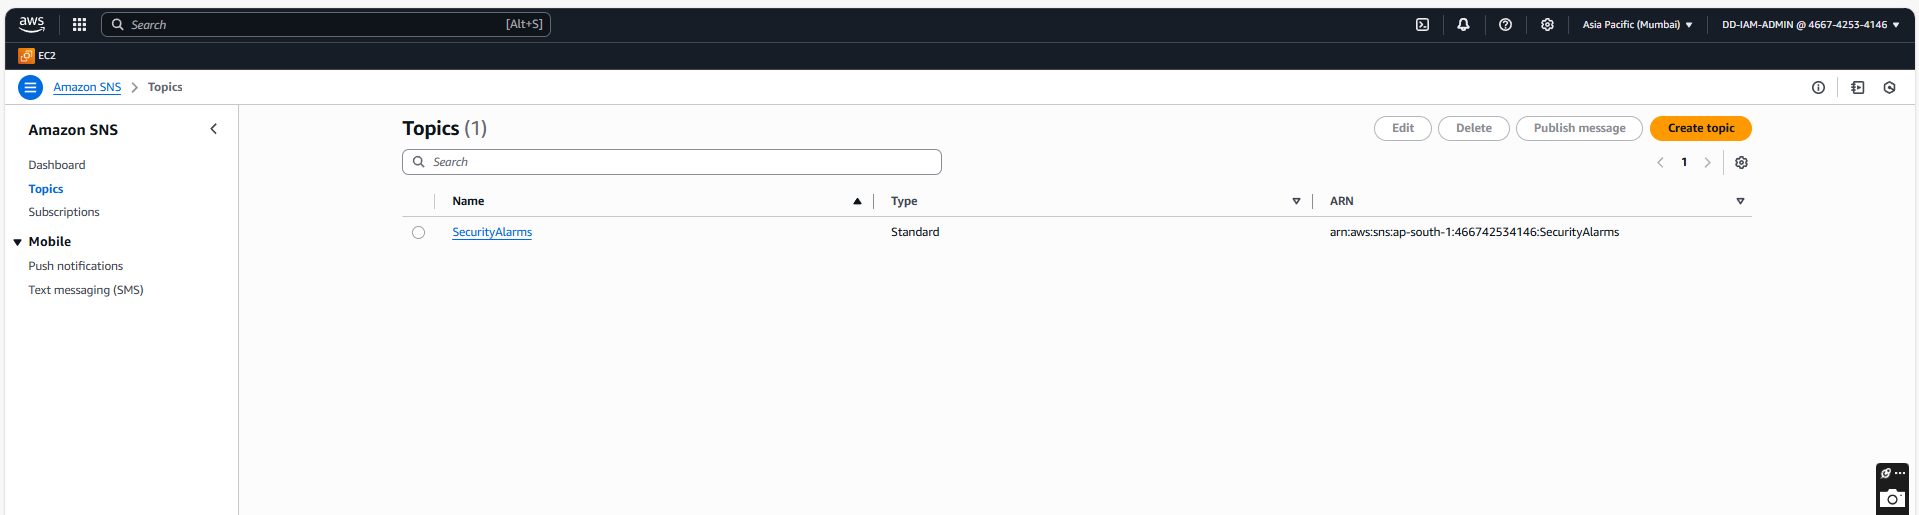 aws
Search [Alt+S]
Asia Pacific (Mumbai) DD-IAM-ADMIN @ 4667-4253-4146
EC2
Amazon SNS > Topics
Amazon SNS
Dashboard
Topics
Subscriptions
Mobile
Push notifications
Text messaging (SMS)
Topics (1)
Edit Delete Publish message Create topic
Search
1
Name Type ARN
SecurityAlarms Standard arn:aws:sns:ap-south-1:466742534146:SecurityAlarms